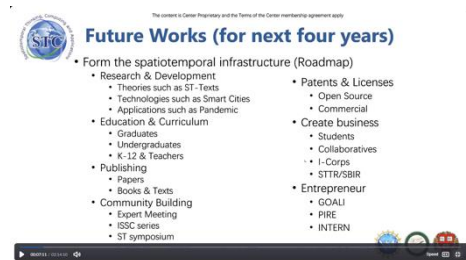 The content is Center Proprietary and the Terms of the Center membership agreement apply
STC
Future Works (for next four years)
• Form the spatiotemporal infrastructure (Roadmap)
• Research & Development
• Theories such as ST-Texts
• Technologies such as Smart Cities
• Applications such as Pandemic
• Education & Curriculum
• Graduates
• Undergraduates
• K-12 & Teachers
• Publishing
• Papers
• Books & Texts
• Community Building
• Expert Meeting
• ISSC series
• ST symposium
• Patents & Licenses
• Open Source
• Commercial
• Create business
• Students
• Collaboratives
• I-Corps
• STTR/SBIR
• Entrepreneur
• GOALI
• PIRE
• INTERN
Speed